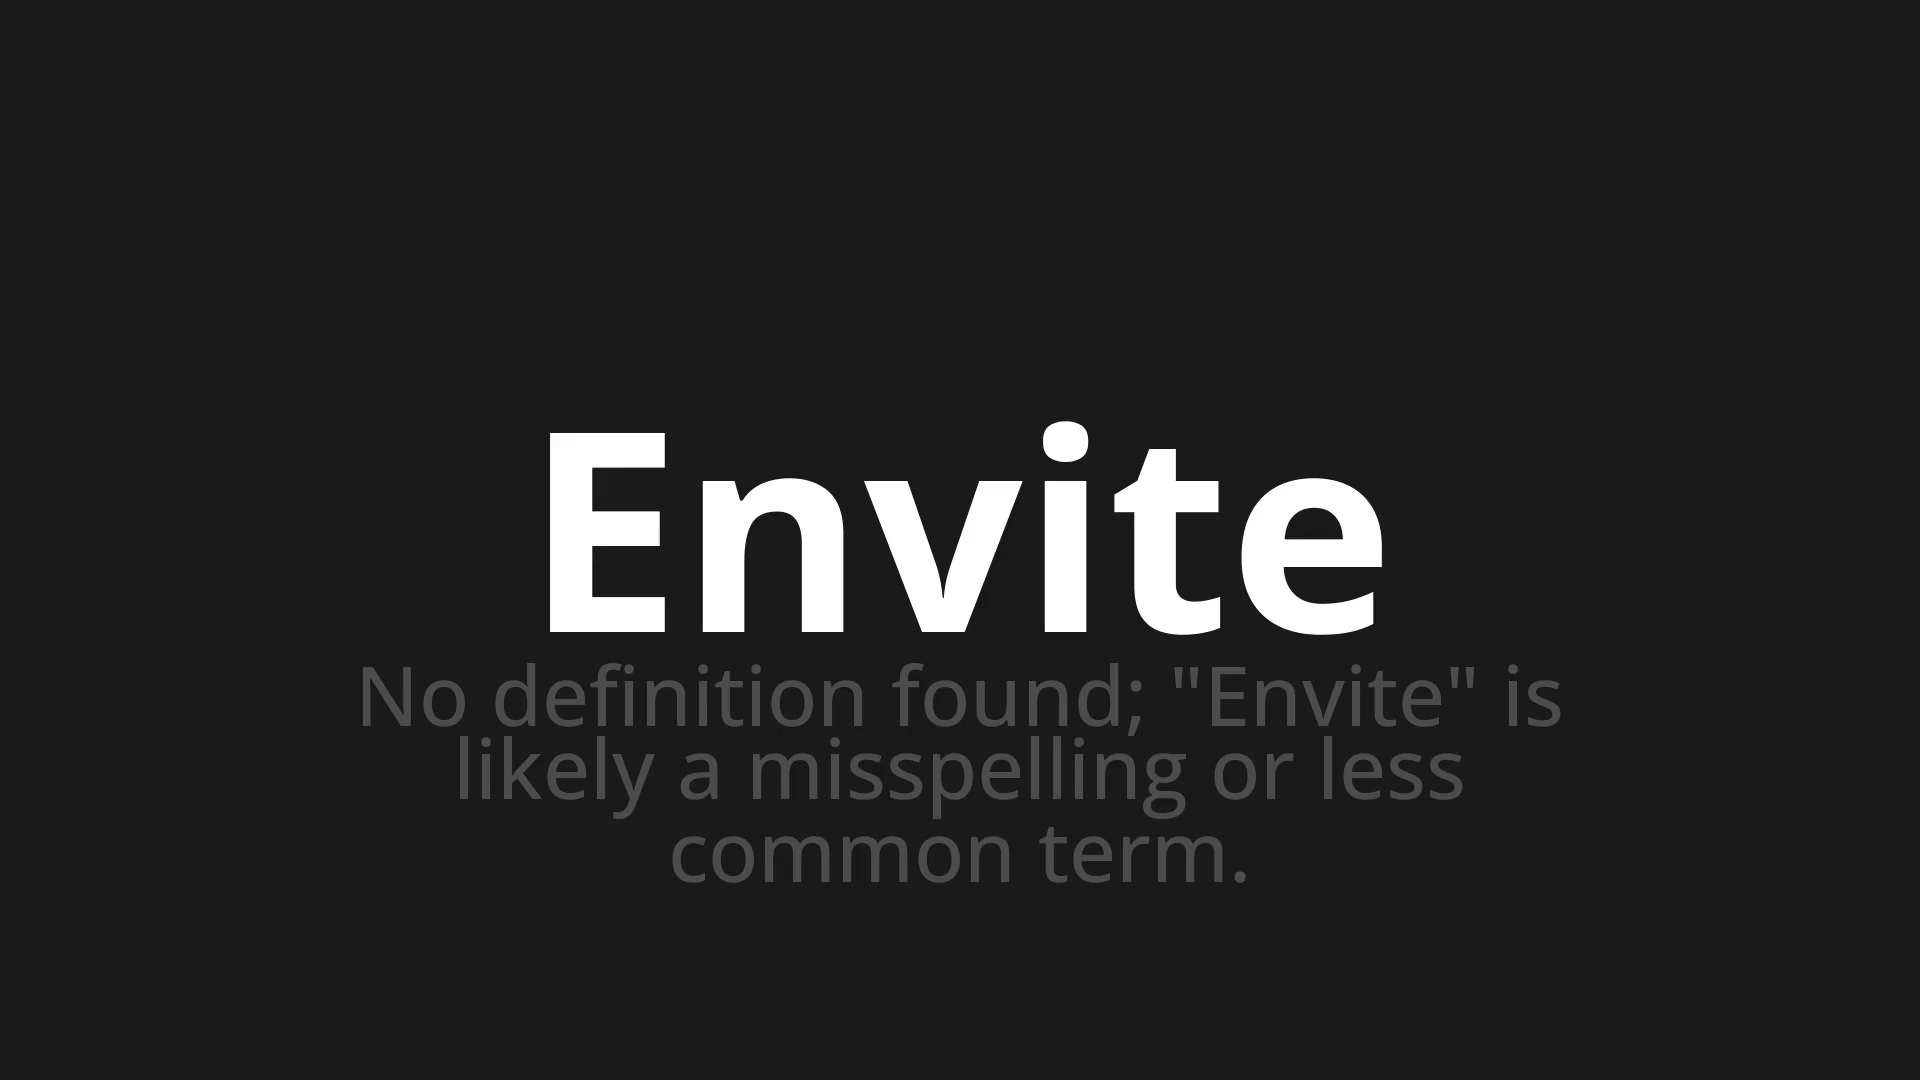 Envite
No definition found; "Envite" is
likely a misspelling or less
common term.